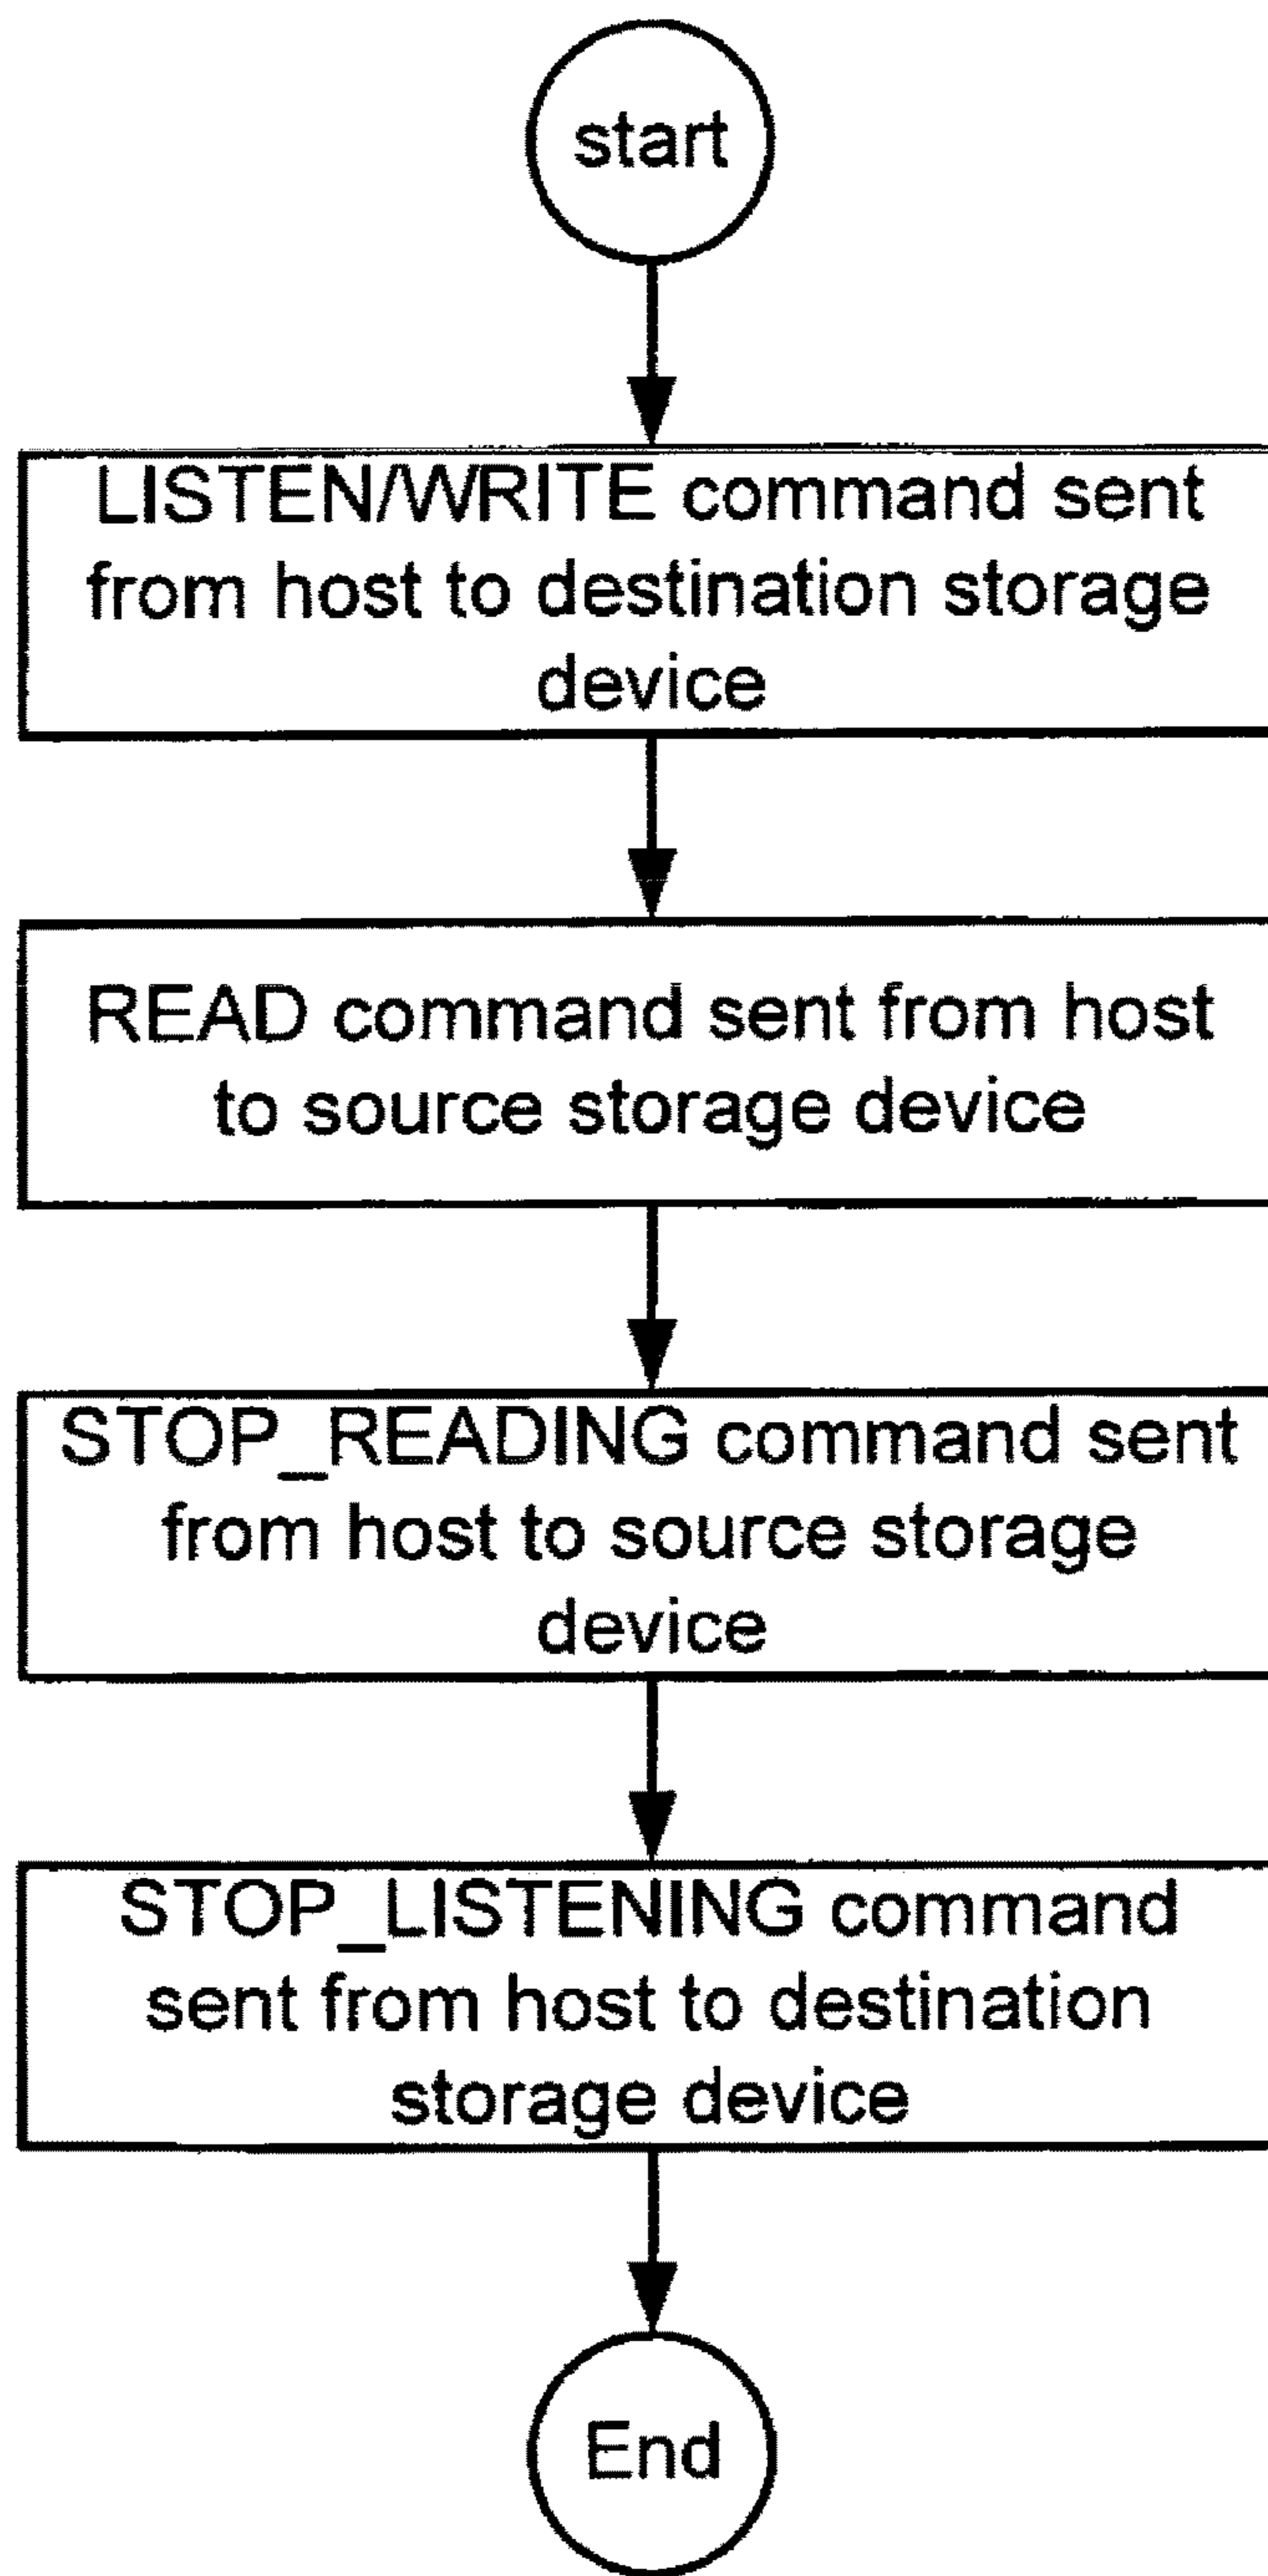 start
LISTEN/WRITE command sent
from host to destination storage
device
READ command sent from host
to source storage device
STOP_READING command sent
from host to source storage
device
STOP_LISTENING command
sent from host to destination
storage device
End